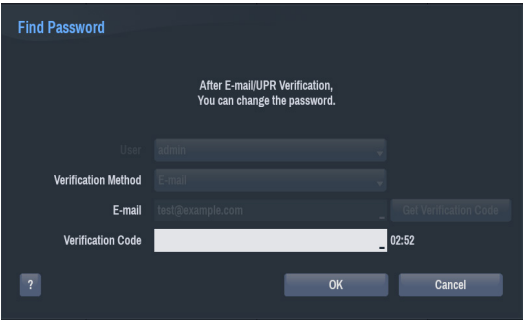 Find Password
After E-mail/UPR Verification,
You can change the password.
User admin
Verification Method E-mail
E-mail test@example.com Get Verification Code
Verification Code 02:52
? OK Cancel